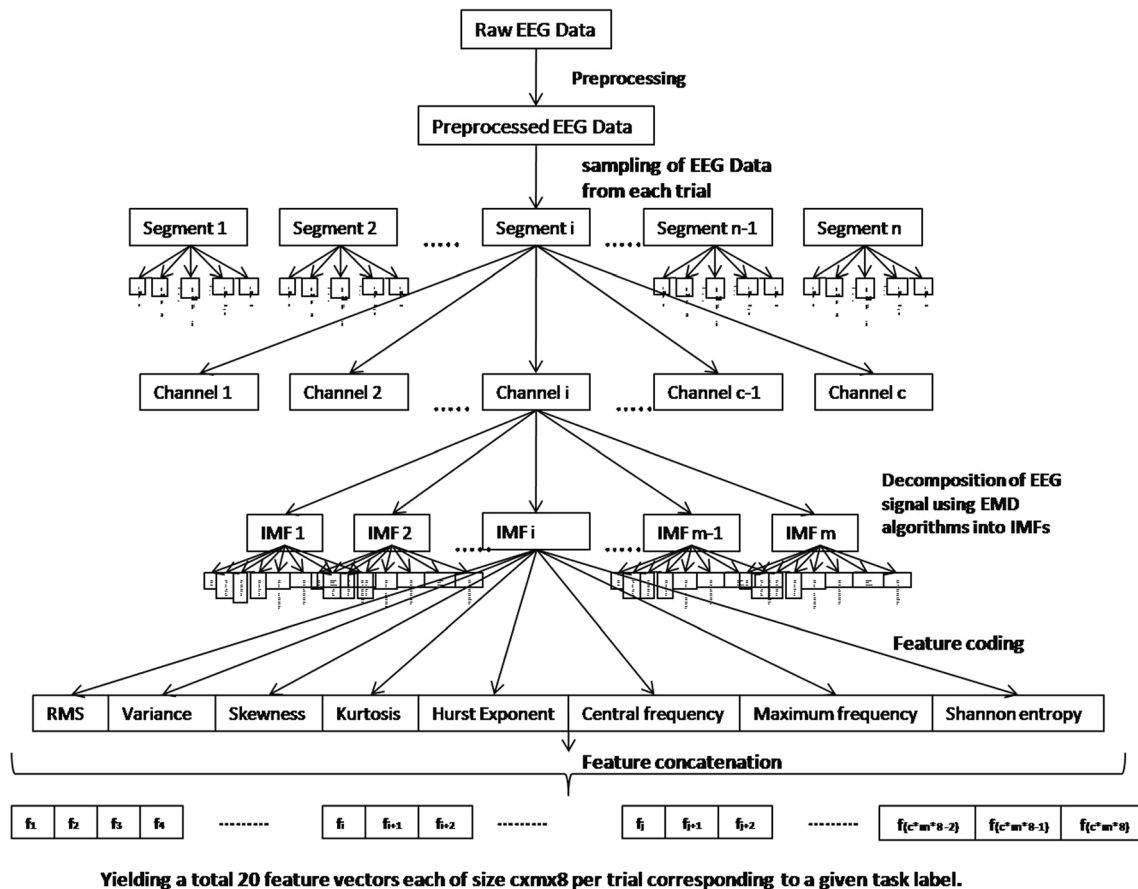 Raw EEG Data
Preprocessing
Preprocessed EEG Data
sampling of EEG Data
from each trial
Segment 1
Segment 2
......
Segment i
......
Segment n-1
Segment n
Channel 1
Channel 2
......
Channel i
......
Channel c-1
Channel c
Decomposition of EEG
signal using EMD
algorithms into IMFs
IMF 1
IMF 2
......
IMF i
......
IMF m-1
IMF m
Feature coding
RMS
Variance
Skewness
Kurtosis
Hurst Exponent
Central frequency
Maximum frequency
Shannon entropy
Feature concatenation
f1 f2 f3 f4 --------- fi fi+1 fi+2 --------- fj fj+1 fj+2 --------- f{c*m*8-2} f{c*m*8-1} f{c*m*8}
Yielding a total 20 feature vectors each of size cxmx8 per trial corresponding to a given task label.